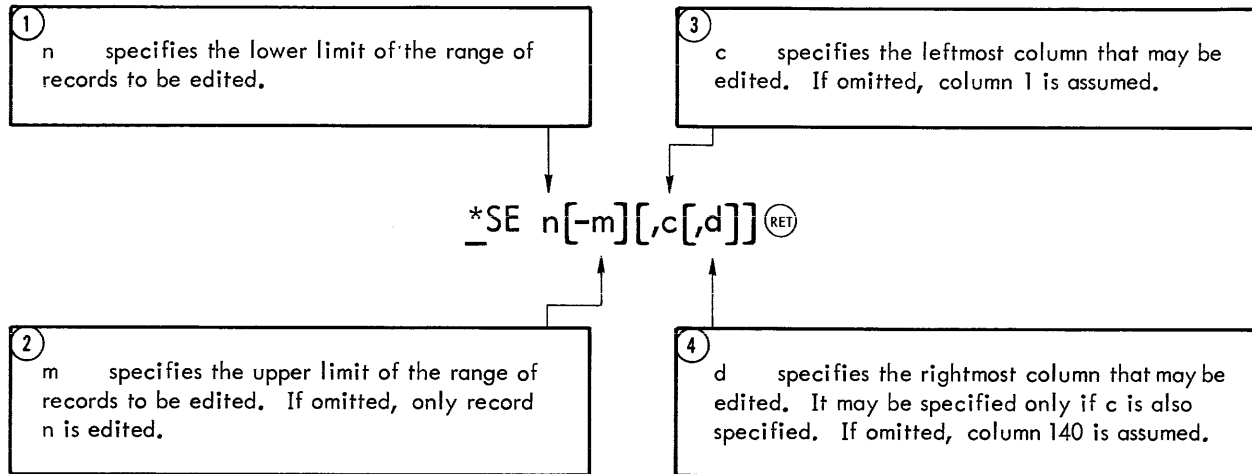 1
n specifies the lower limit of the range of
records to be edited.
3
c specifies the leftmost column that may be
edited. If omitted, column 1 is assumed.
*SE n[-m][,c[,d]] RET
2
m specifies the upper limit of the range of
records to be edited. If omitted, only record
n is edited.
4
d specifies the rightmost column that may be
edited. It may be specified only if c is also
specified. If omitted, column 140 is assumed.